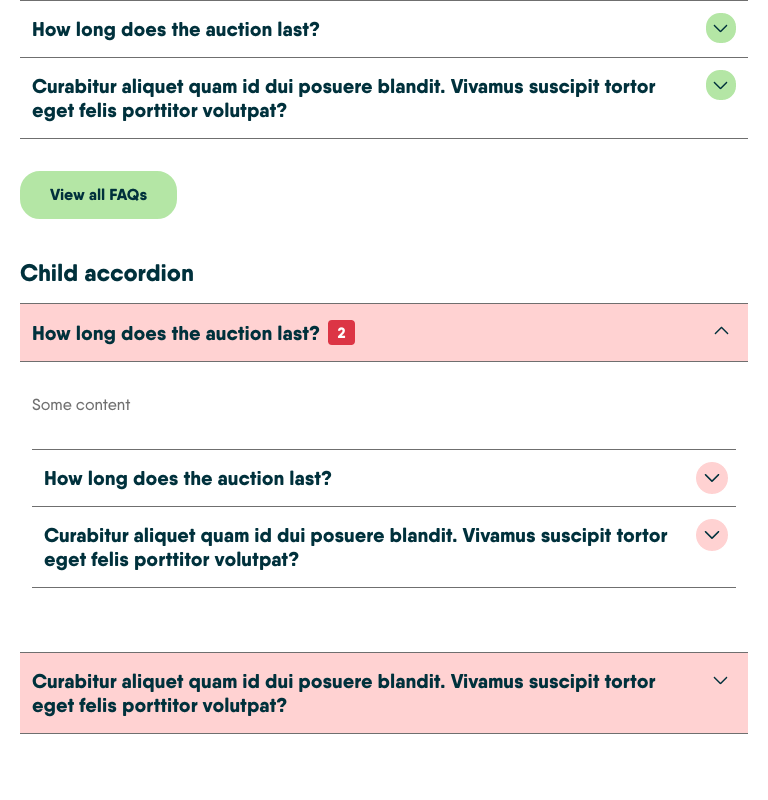 How long does the auction last?
Curabitur aliquet quam id dui posuere blandit. Vivamus suscipit tortor
eget felis porttitor volutpat?
View all FAQs
Child accordion
How long does the auction last? 2
Some content
How long does the auction last?
Curabitur aliquet quam id dui posuere blandit. Vivamus suscipit tortor
eget felis porttitor volutpat?
Curabitur aliquet quam id dui posuere blandit. Vivamus suscipit tortor
eget felis porttitor volutpat?